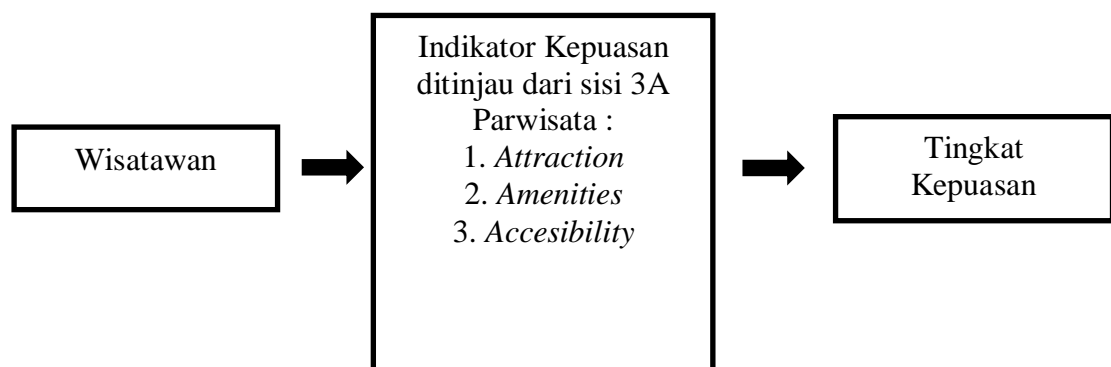 Wisatawan
Indikator Kepuasan
ditinjau dari sisi 3A
Parwisata :
1. Attraction
2. Amenities
3. Accesibility
Tingkat
Kepuasan